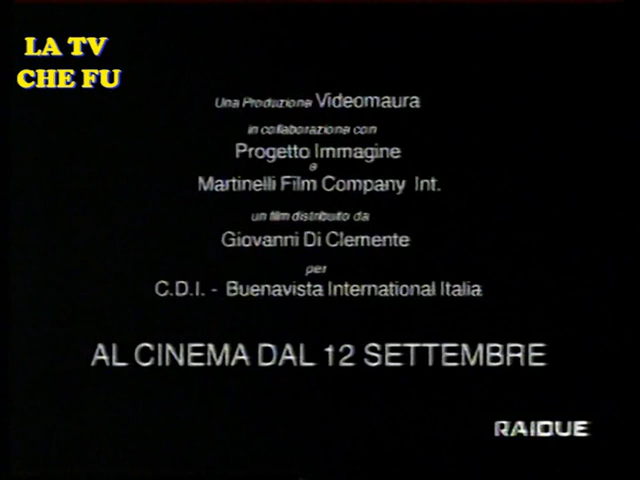 LA TV
CHE FU
Una Produzione Videomaura
in collaborazione con
Progetto Immagine
e
Martinelli Film Company Int.
un film distribuito da
Giovanni Di Clemente
per
C.D.I. - Buenavista International Italia
AL CINEMA DAL 12 SETTEMBRE
RAIDUE